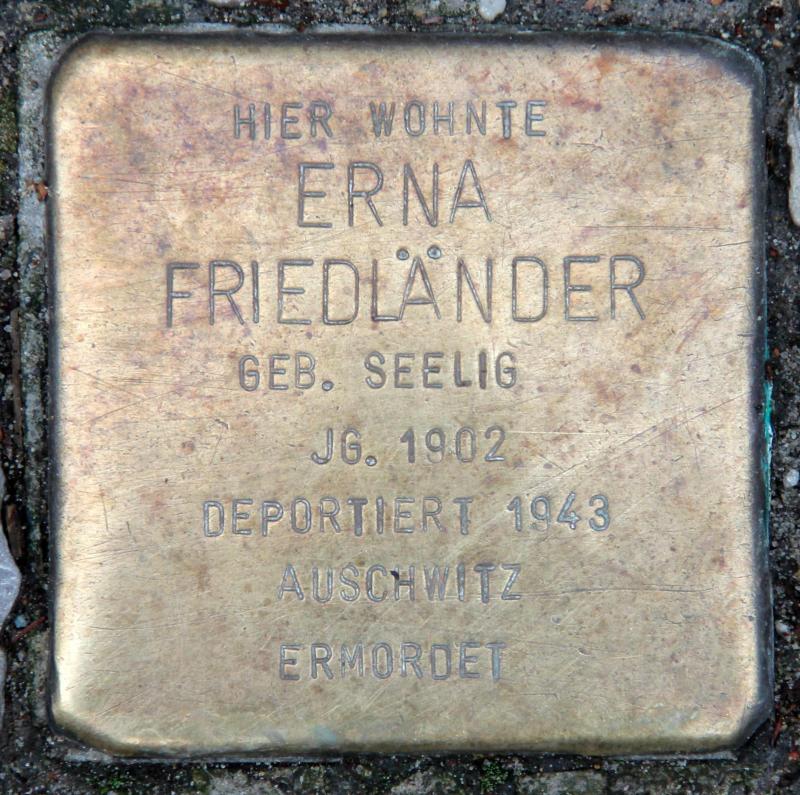 HIER WOHNTE
ERNA
FRIEDLÄNDER
GEB. SEELIG
JG. 1902
DEPORTIERT 1943
AUSCHWITZ
ERMORDET